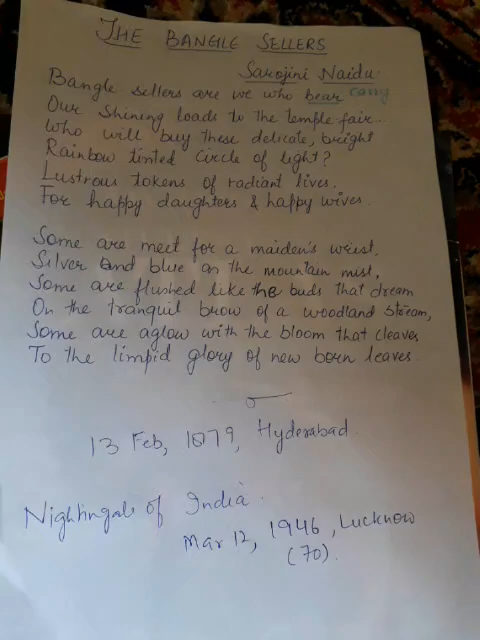 THE BANGLE SELLERS
Sarojini Naidu
Bangle sellers are we who bear carry
Our Shining loads to the temple fair...
Who will buy these delicate, bright
Rainbow tinted circle of light?
Lustrous tokens of radiant lives.
For happy daughters & happy wives.
Some are meet for a maiden's wrist,
Silver and blue as the mountain mist,
Some are flushed like the buds that dream
On the tranquil brow of a woodland stream,
Some are aglow with the bloom that cleaves
To the limpid glory of new born leaves.
13 Feb, 1879, Hyderabad.
Nightingale of India.
Mar 12, 1946, Lucknow
(70).